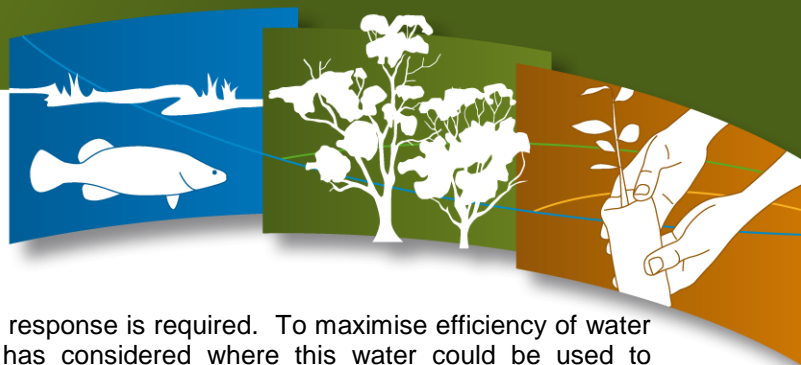 response is required. To maximise efficiency of water
has considered where this water could be used to